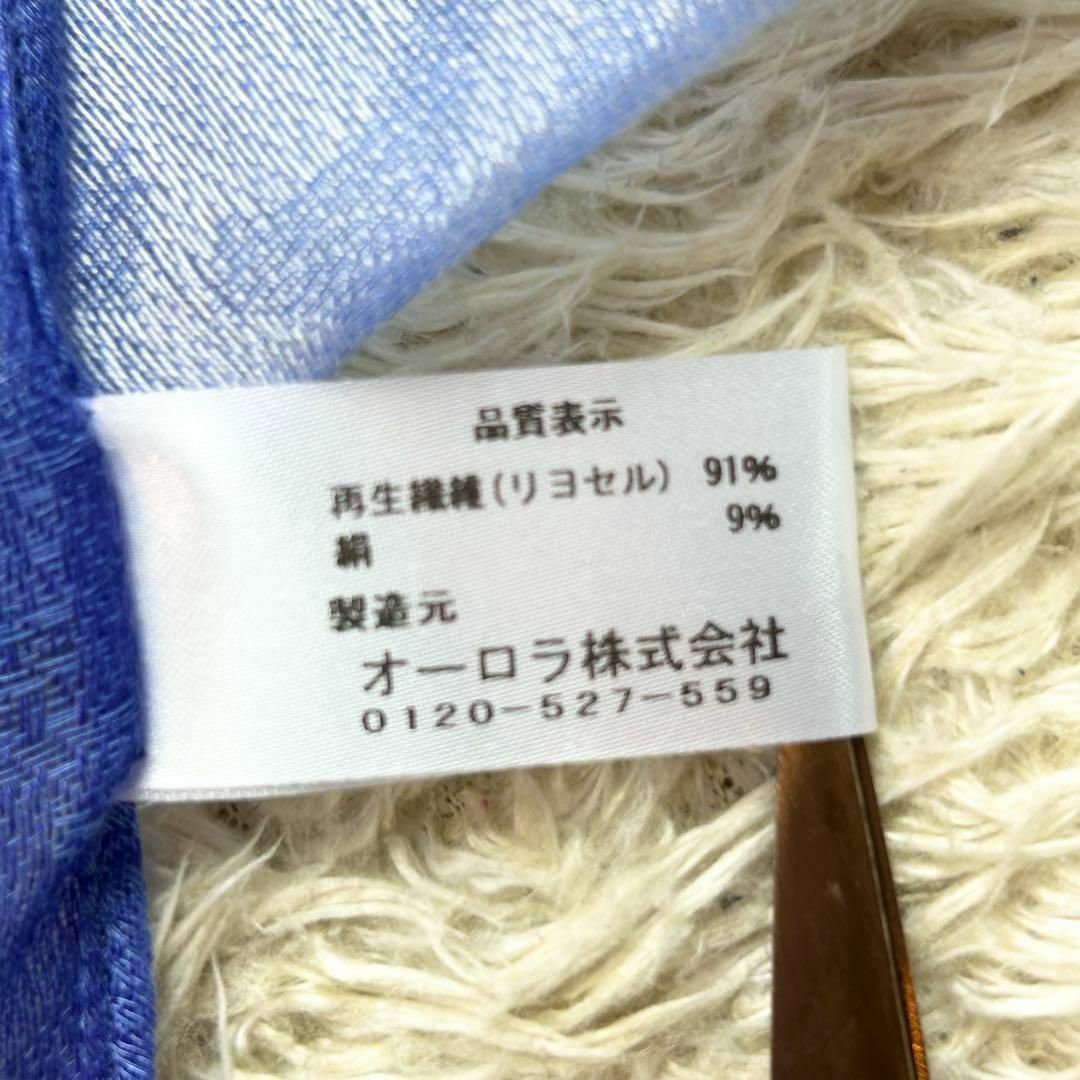 品質表示
再生繊維(リヨセル) 91%
絹 9%
製造元
オーロラ株式会社
0120-527-559